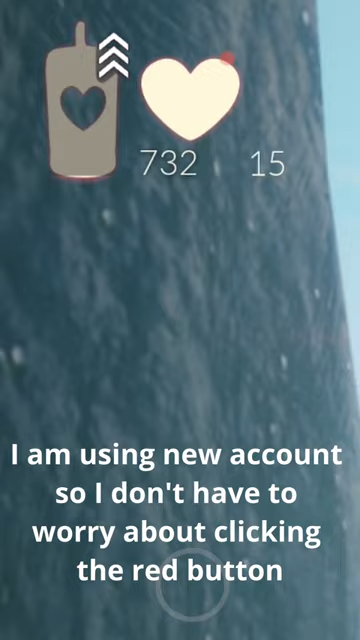 732 15
I am using new account
so I don't have to
worry about clicking
the red button